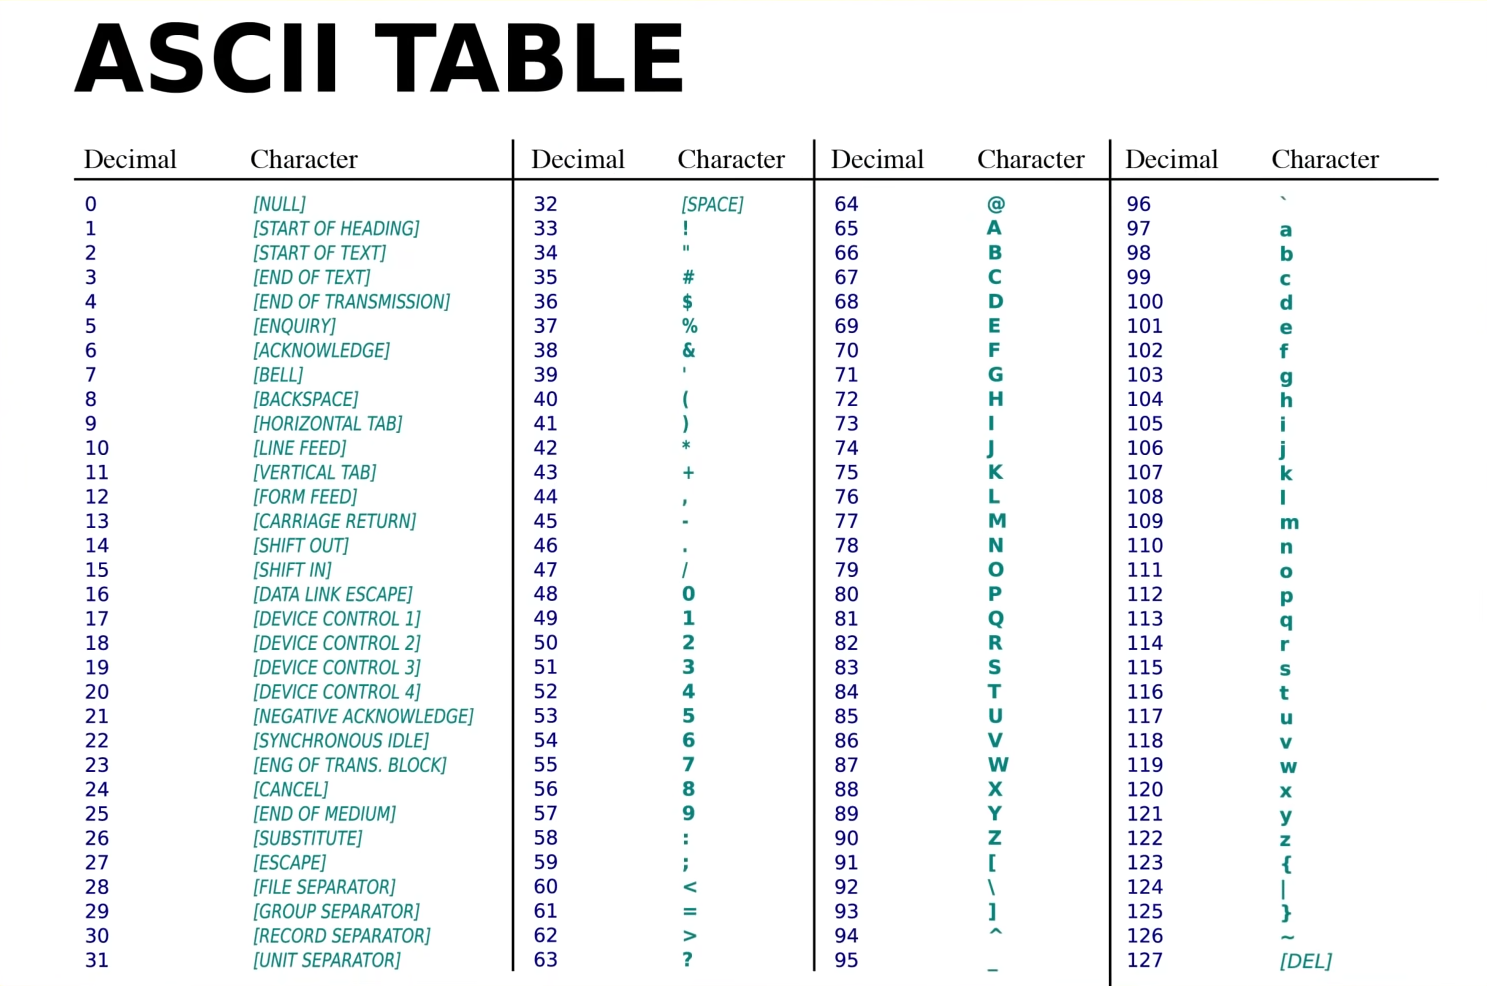 ASCII TABLE
Decimal Character Decimal Character Decimal Character Decimal Character
0 [NULL] 32 [SPACE] 64 @ 96 `
1 [START OF HEADING] 33 ! 65 A 97 a
2 [START OF TEXT] 34 " 66 B 98 b
3 [END OF TEXT] 35 # 67 C 99 c
4 [END OF TRANSMISSION] 36 $ 68 D 100 d
5 [ENQUIRY] 37 % 69 E 101 e
6 [ACKNOWLEDGE] 38 & 70 F 102 f
7 [BELL] 39 ' 71 G 103 g
8 [BACKSPACE] 40 ( 72 H 104 h
9 [HORIZONTAL TAB] 41 ) 73 I 105 i
10 [LINE FEED] 42 * 74 J 106 j
11 [VERTICAL TAB] 43 + 75 K 107 k
12 [FORM FEED] 44 , 76 L 108 l
13 [CARRIAGE RETURN] 45 - 77 M 109 m
14 [SHIFT OUT] 46 . 78 N 110 n
15 [SHIFT IN] 47 / 79 O 111 o
16 [DATA LINK ESCAPE] 48 0 80 P 112 p
17 [DEVICE CONTROL 1] 49 1 81 Q 113 q
18 [DEVICE CONTROL 2] 50 2 82 R 114 r
19 [DEVICE CONTROL 3] 51 3 83 S 115 s
20 [DEVICE CONTROL 4] 52 4 84 T 116 t
21 [NEGATIVE ACKNOWLEDGE] 53 5 85 U 117 u
22 [SYNCHRONOUS IDLE] 54 6 86 V 118 v
23 [ENG OF TRANS. BLOCK] 55 7 87 W 119 w
24 [CANCEL] 56 8 88 X 120 x
25 [END OF MEDIUM] 57 9 89 Y 121 y
26 [SUBSTITUTE] 58 : 90 Z 122 z
27 [ESCAPE] 59 ; 91 [ 123 {
28 [FILE SEPARATOR] 60 < 92 \ 124 |
29 [GROUP SEPARATOR] 61 = 93 ] 125 }
30 [RECORD SEPARATOR] 62 > 94 ^ 126 ~
31 [UNIT SEPARATOR] 63 ? 95 _ 127 [DEL]